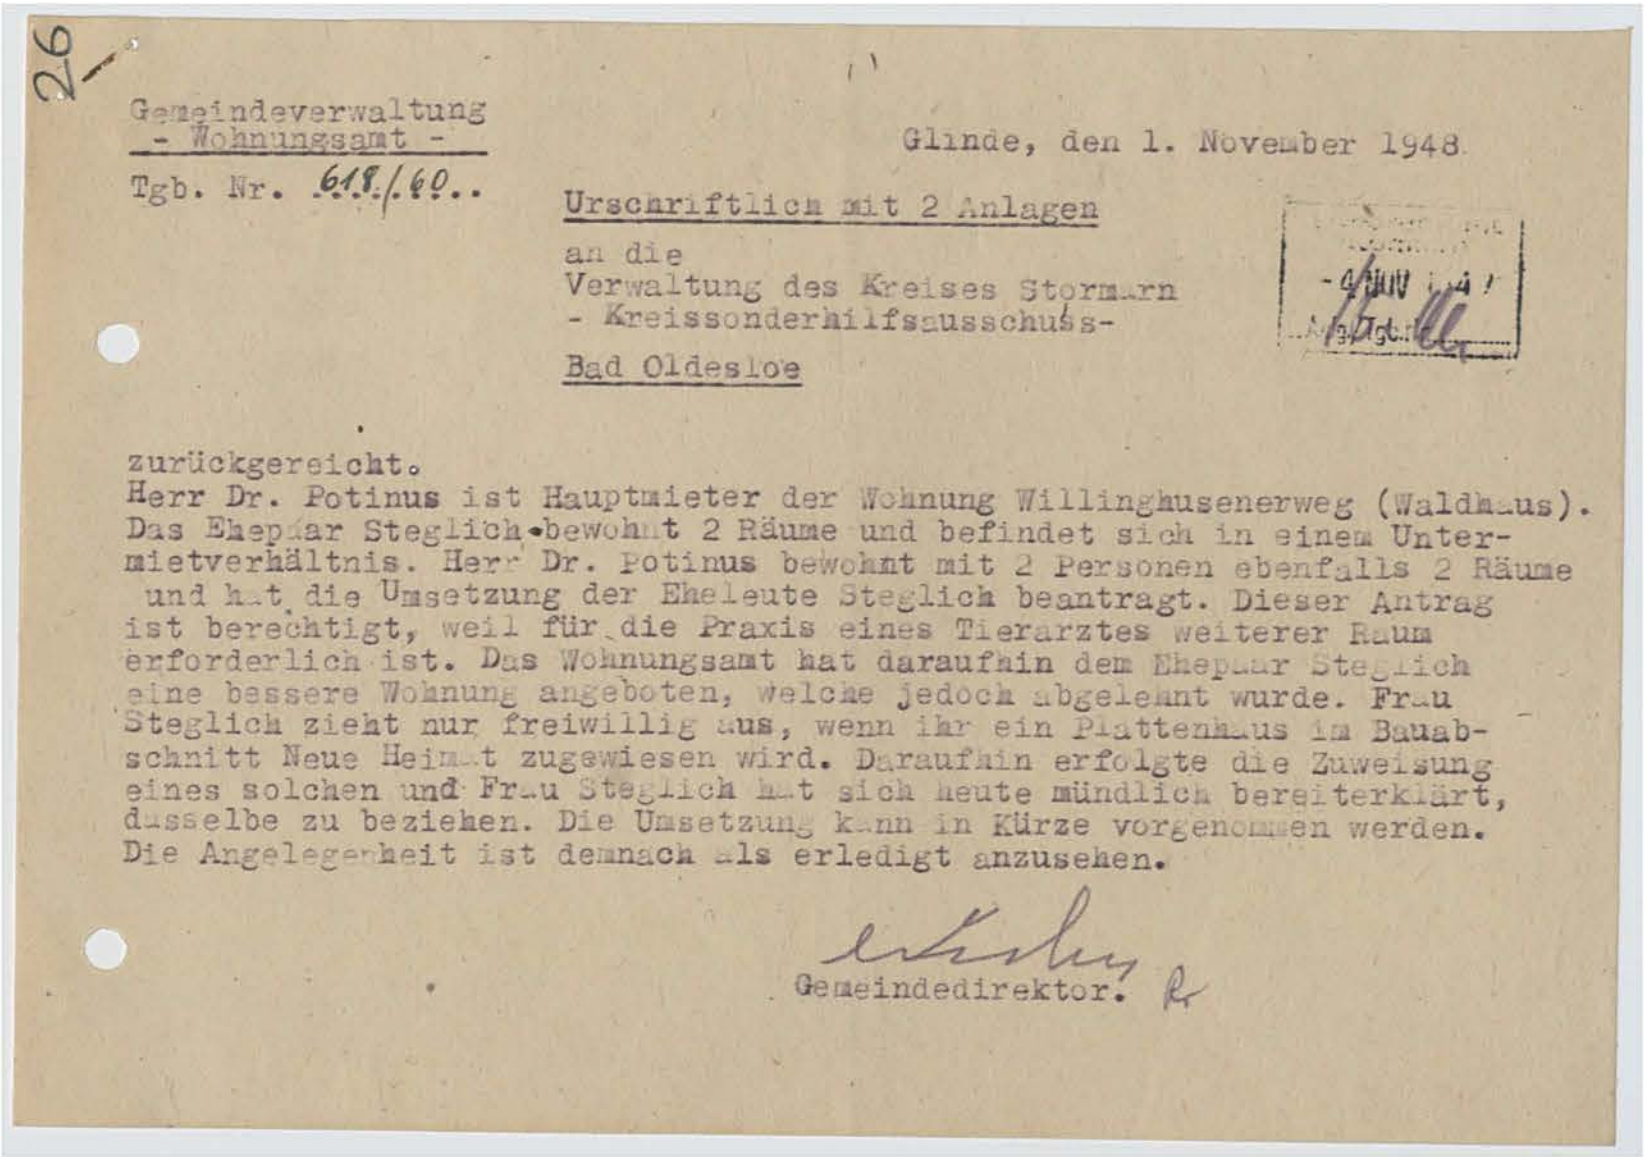 26
Gemeindeverwaltung
- Wohnungsamt -
Glinde, den 1. November 1948.
Tgb. Nr. 618./.60...
Urschriftlich mit 2 Anlagen
an die
Verwaltung des Kreises Stormarn
- Kreissonderhilfsausschuss-
Bad Oldesloe
- 4 NOV
Tgb.
zurückgereicht.
Herr Dr. Potinus ist Hauptmieter der Wohnung Willinghusenerweg (Waldhaus).
Das Ehepaar Steglich bewohnt 2 Räume und befindet sich in einem Unter-
mietverhältnis. Herr Dr. Potinus bewohnt mit 2 Personen ebenfalls 2 Räume
und hat die Umsetzung der Eheleute Steglich beantragt. Dieser Antrag
ist berechtigt, weil für die Praxis eines Tierarztes weiterer Raum
erforderlich ist. Das Wohnungsamt hat daraufhin dem Ehepaar Steglich
eine bessere Wohnung angeboten, welche jedoch abgelehnt wurde. Frau
Steglich zieht nur freiwillig aus, wenn ihr ein Plattenhaus im Bauab-
schnitt Neue Heimat zugewiesen wird. Daraufhin erfolgte die Zuweisung
eines solchen und Frau Steglich hat sich heute mündlich bereiterklärt,
dasselbe zu beziehen. Die Umsetzung kann in Kürze vorgenommen werden.
Die Angelegenheit ist demnach als erledigt anzusehen.
Gemeindedirektor.